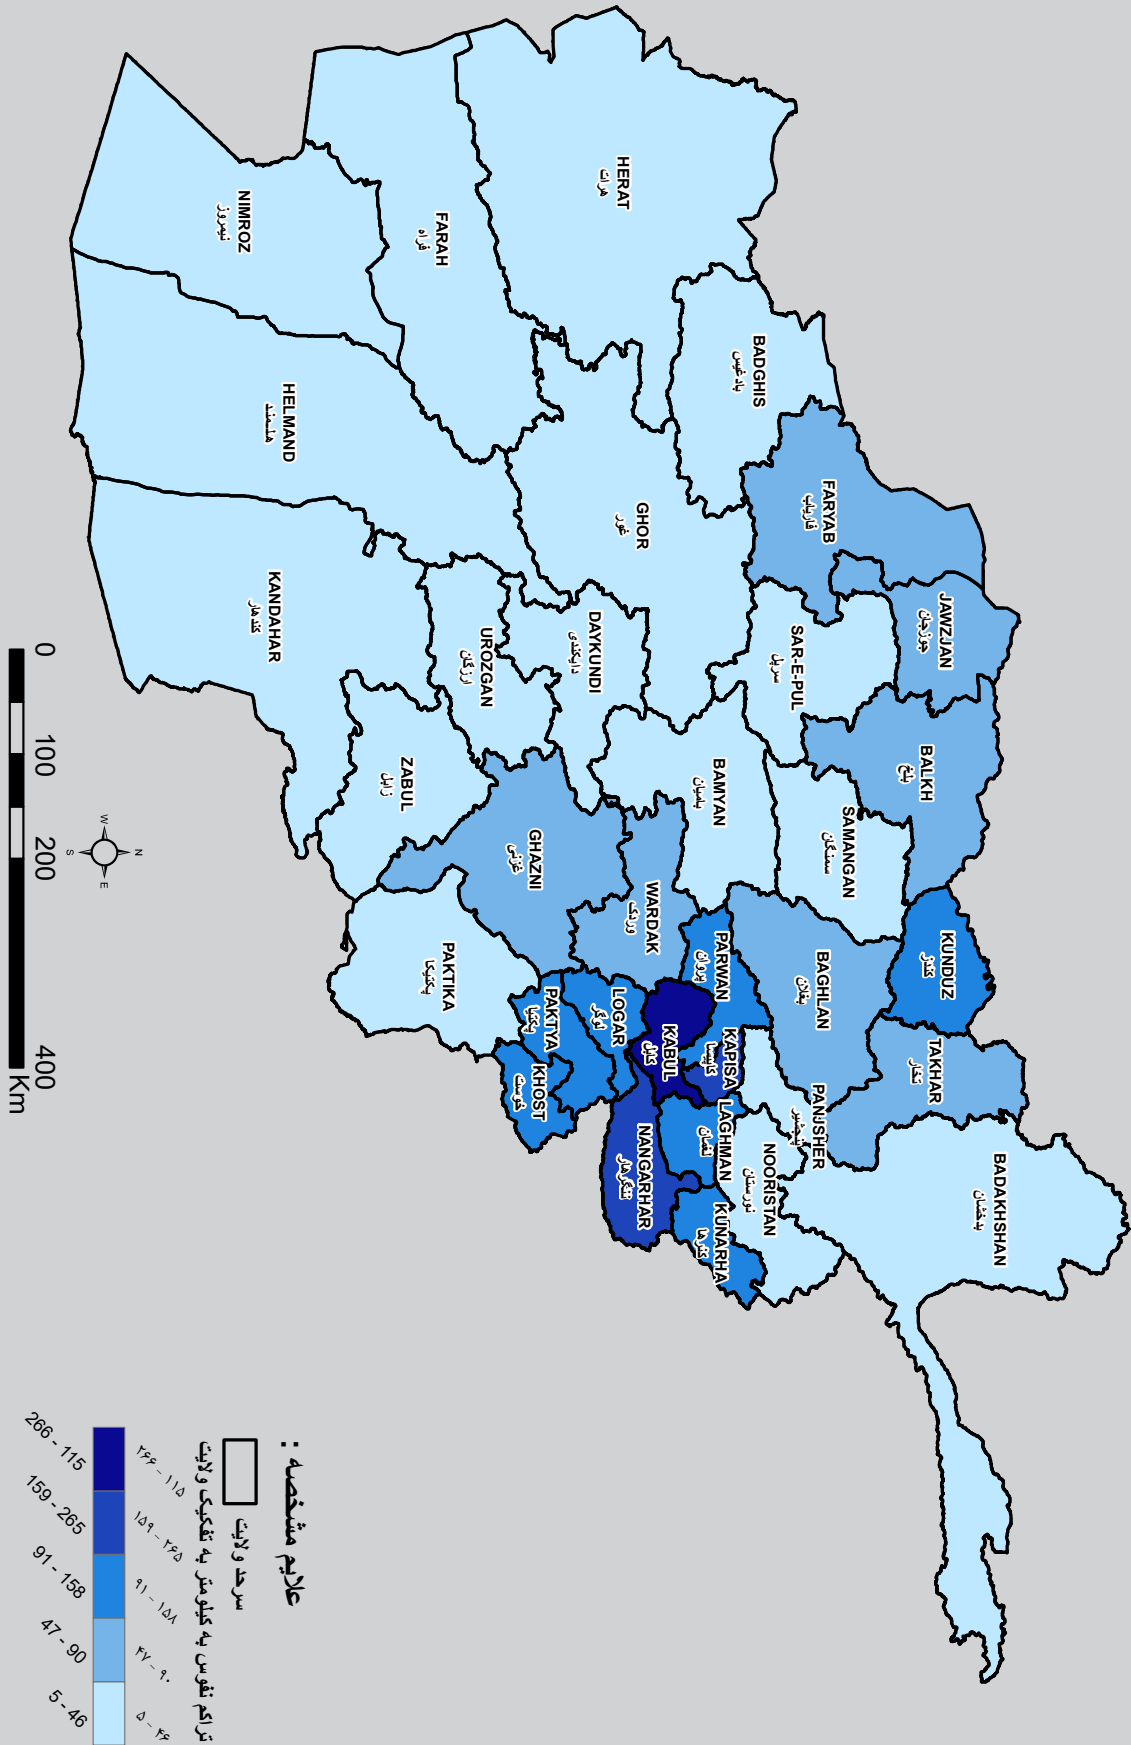 HERAT
هرات
BADGHIS
بادغیس
FARYAB
فاریاب
JAWZJAN
جوزجان
BALKH
بلخ
KUNDUZ
کندز
TAKHAR
تخار
BADAKHSHAN
بدخشان
FARAH
فراه
GHOR
غور
SAR-E-PUL
سرپل
SAMANGAN
سمنگان
BAGHLAN
بغلان
PANJSHER
پنجشیر
NOORISTAN
نورستان
NIMROZ
نیمروز
HELMAND
هلمند
DAYKUNDI
دایکندی
BAMYAN
بامیان
PARWAN
پروان
KAPISA
کاپیسا
LAGHMAN
لغمان
KUNARHA
کنرها
KANDAHAR
کندهار
UROZGAN
ارزگان
WARDAK
وردک
KABUL
کابل
NANGARHAR
ننگرهار
ZABUL
زابل
GHAZNI
غزنی
LOGAR
لوگر
PAKTYA
پکتیا
KHOST
خوست
PAKTIKA
پکتیکا
N
W
E
S
0 100 200 400
Km
علایم مشخصه :
سرحد ولایت
تراکم نفوس به کیلومتر به تفکیک ولایت
۲۶۶ - ۱۱۵
۱۵۹ - ۲۶۵
۹۱ - ۱۵۸
۴۷ - ۹۰
۵ - ۴۶
266 - 115
159 - 265
91 - 158
47 - 90
5 - 46